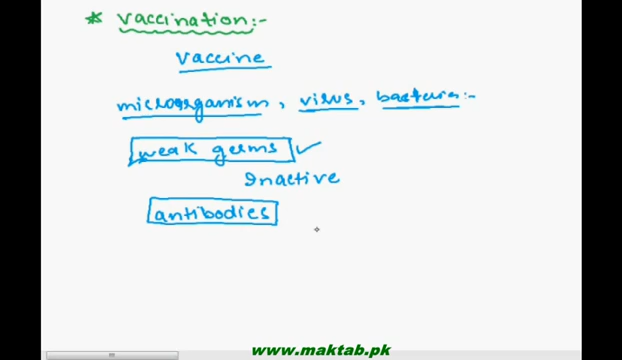 * vaccination:-
vaccine
microorganism, virus, bacteria:-
weak germs ✓
Inactive
antibodies
www.maktab.pk